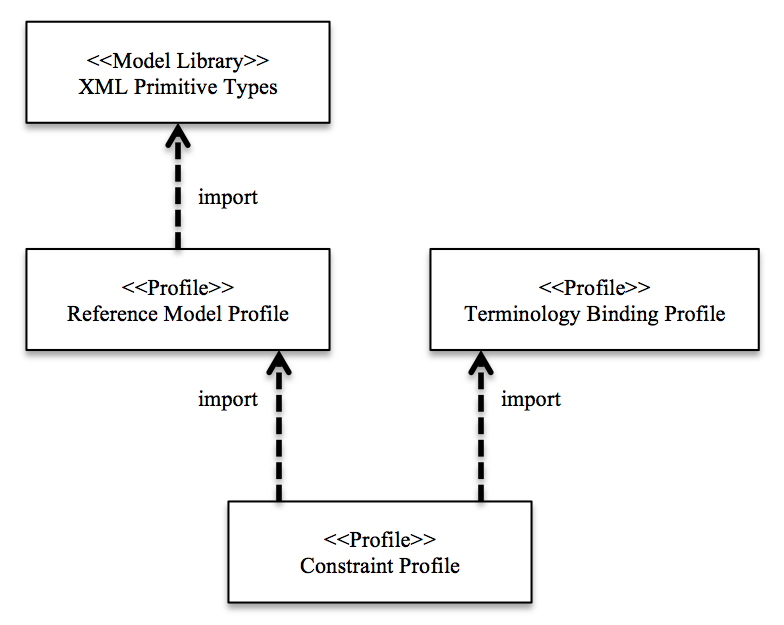 <<Model Library>>
XML Primitive Types
import
<<Profile>>
Reference Model Profile
<<Profile>>
Terminology Binding Profile
import
import
<<Profile>>
Constraint Profile